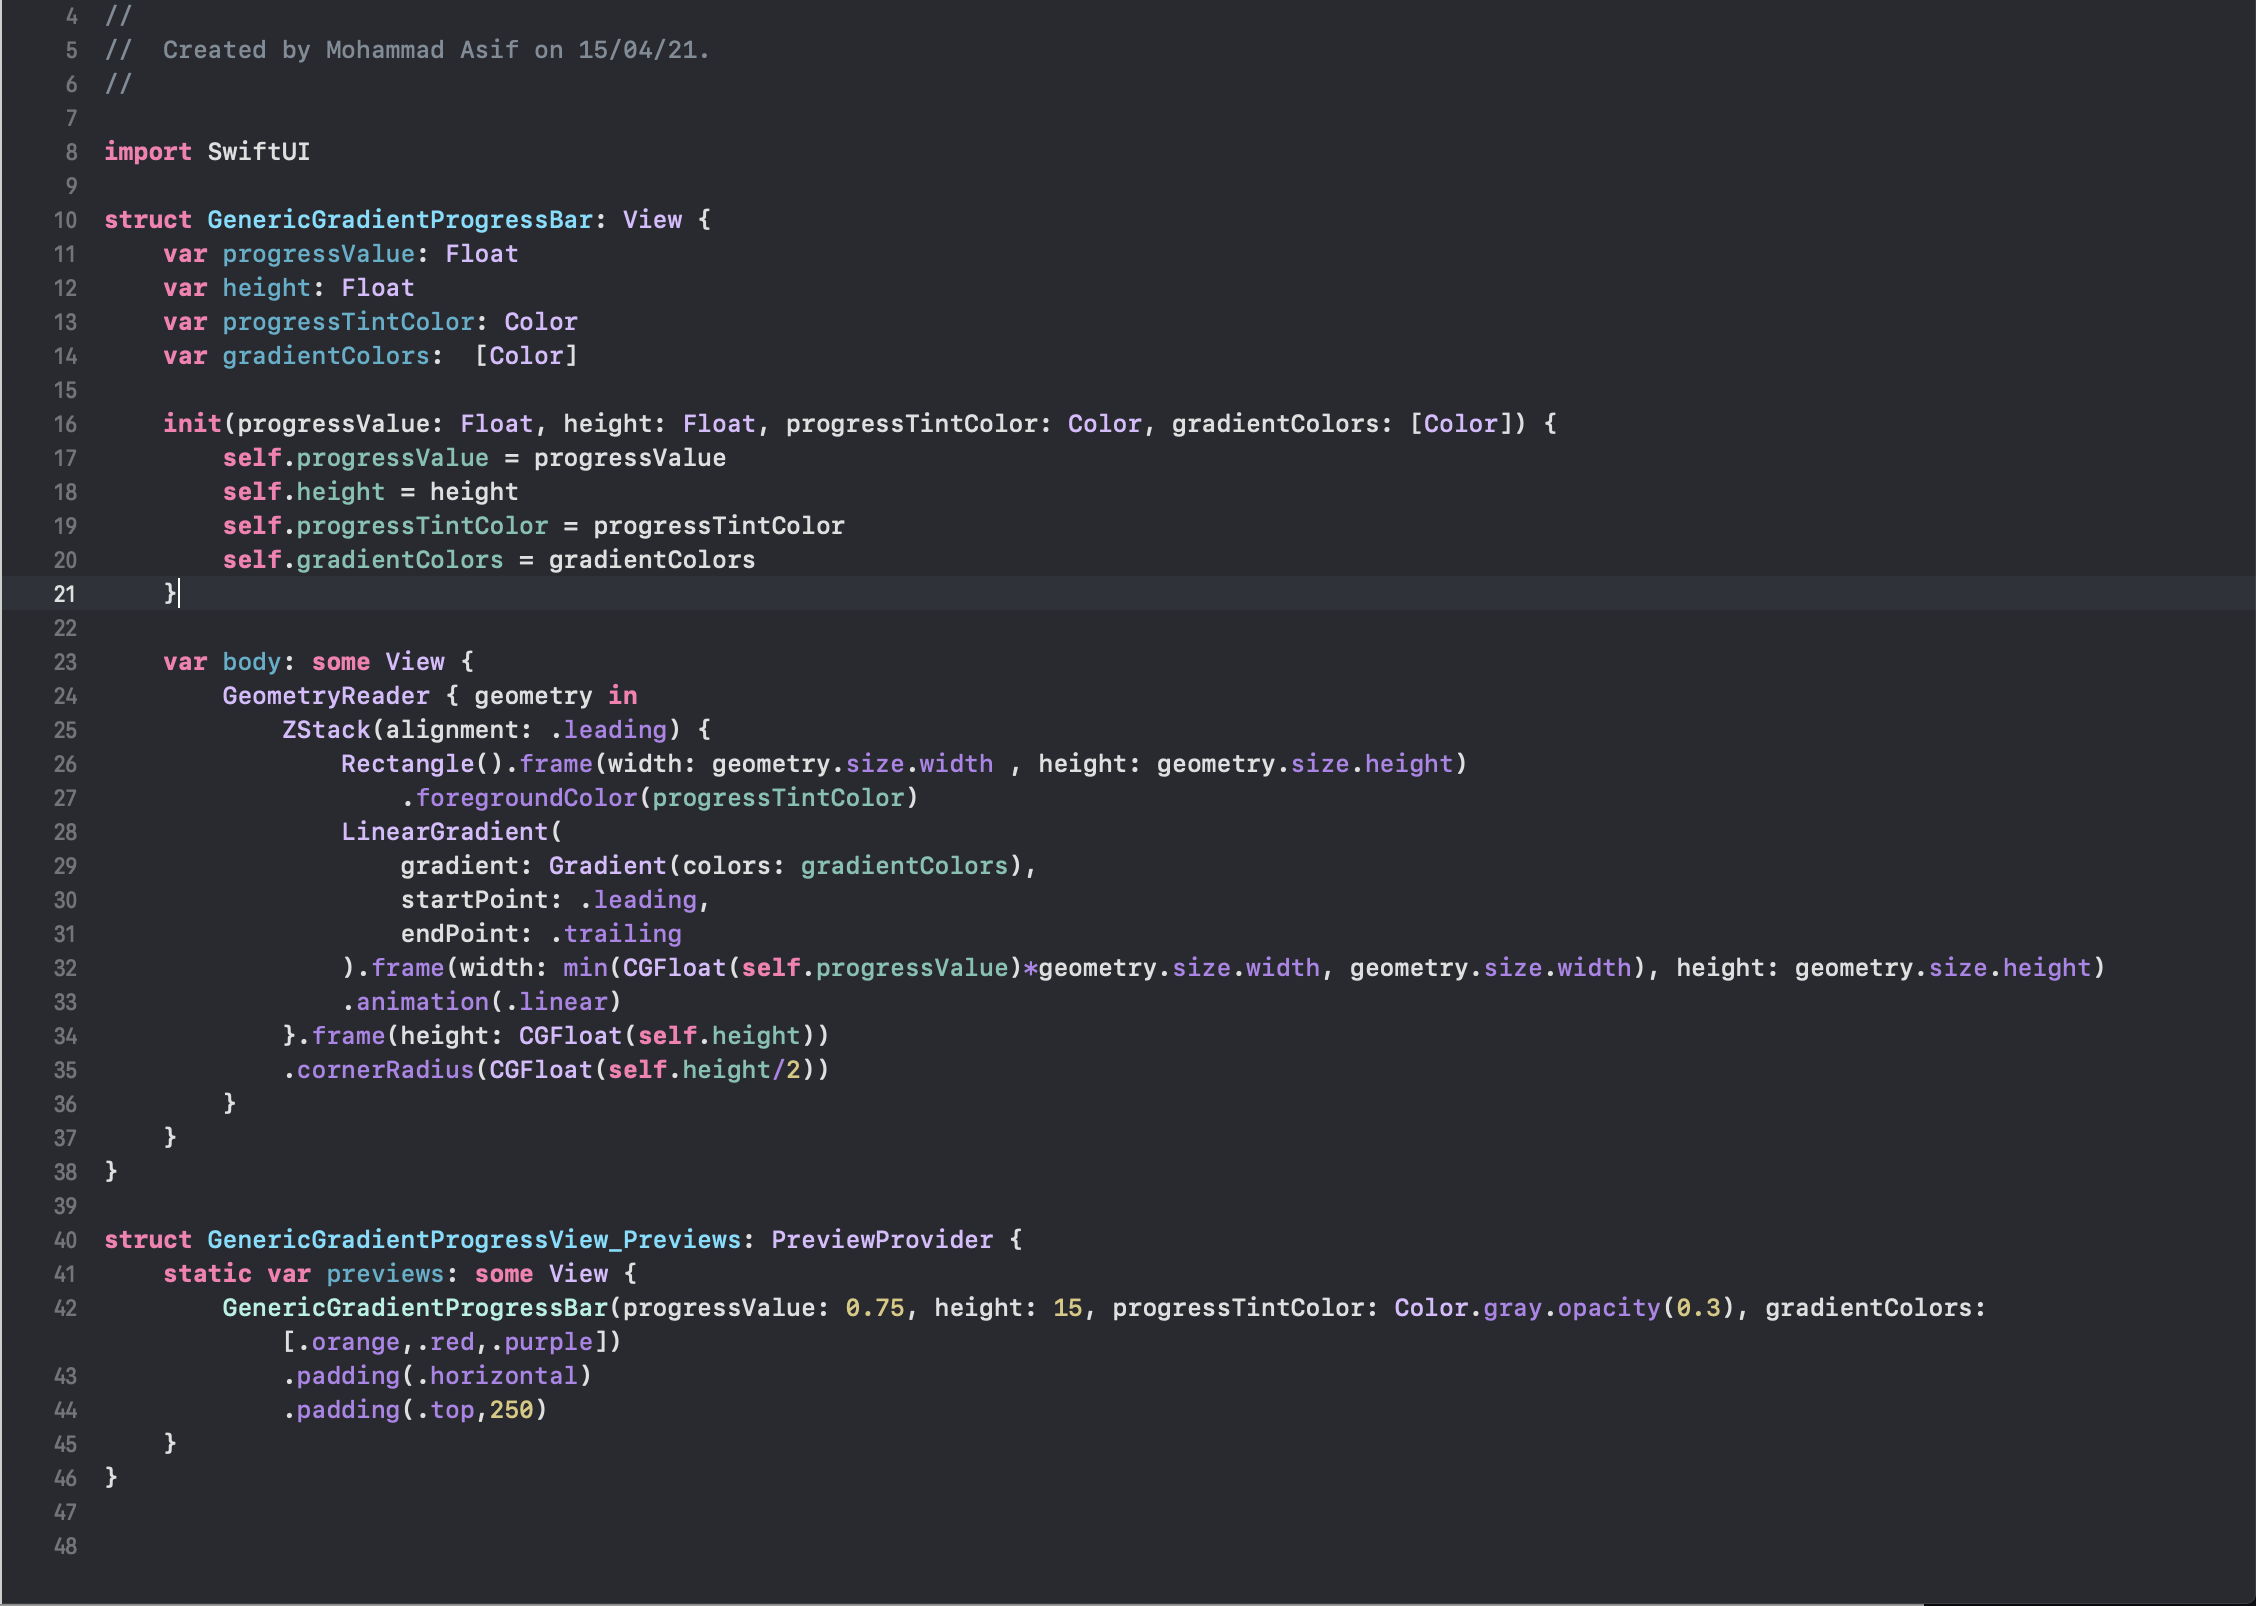 4 //
5 //  Created by Mohammad Asif on 15/04/21.
6 //
7
8 import SwiftUI
9
10 struct GenericGradientProgressBar: View {
11     var progressValue: Float
12     var height: Float
13     var progressTintColor: Color
14     var gradientColors:  [Color]
15
16     init(progressValue: Float, height: Float, progressTintColor: Color, gradientColors: [Color]) {
17         self.progressValue = progressValue
18         self.height = height
19         self.progressTintColor = progressTintColor
20         self.gradientColors = gradientColors
21     }
22
23     var body: some View {
24         GeometryReader { geometry in
25             ZStack(alignment: .leading) {
26                 Rectangle().frame(width: geometry.size.width , height: geometry.size.height)
27                     .foregroundColor(progressTintColor)
28                 LinearGradient(
29                     gradient: Gradient(colors: gradientColors),
30                     startPoint: .leading,
31                     endPoint: .trailing
32                 ).frame(width: min(CGFloat(self.progressValue)*geometry.size.width, geometry.size.width), height: geometry.size.height)
33                 .animation(.linear)
34             }.frame(height: CGFloat(self.height))
35             .cornerRadius(CGFloat(self.height/2))
36         }
37     }
38 }
39
40 struct GenericGradientProgressView_Previews: PreviewProvider {
41     static var previews: some View {
42         GenericGradientProgressBar(progressValue: 0.75, height: 15, progressTintColor: Color.gray.opacity(0.3), gradientColors:
            [.orange,.red,.purple])
43             .padding(.horizontal)
44             .padding(.top,250)
45     }
46 }
47
48